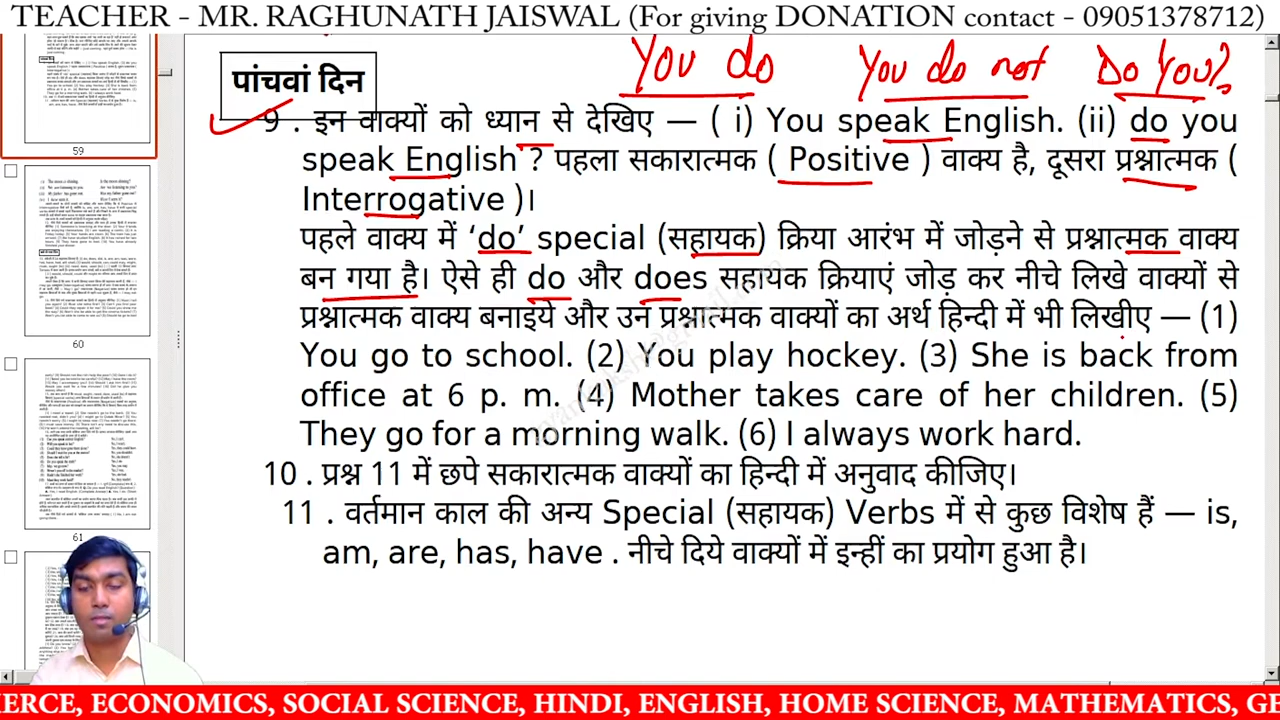 TEACHER - MR. RAGHUNATH JAISWAL (For giving DONATION contact - 09051378712)
You do You do not Do You?
पांचवां दिन
9 . इन वाक्यों को ध्यान से देखिए — ( i) You speak English. (ii) do you
speak English ? पहला सकारात्मक ( Positive ) वाक्य है, दूसरा प्रश्नात्मक (
Interrogative )।
पहले वाक्य में ‘do’ special (सहायक) क्रिया आरंभ में जोड़ने से प्रश्नात्मक वाक्य
बन गया है। ऐसे ही do और does सहायक क्रियाएं जोड़ कर नीचे लिखे वाक्यों से
प्रश्नात्मक वाक्य बनाइये और उन प्रश्नात्मक वाक्यों का अर्थ हिन्दी में भी लिखीए — (1)
You go to school. (2) You play hockey. (3) She is back from
office at 6 p. m. (4) Mother takes care of her children. (5)
They go for a morning walk. (6) I always work hard.
10 . प्रश्न 11 में छपे सकारात्मक वाक्यों का हिन्दी में अनुवाद कीजिए।
11 . वर्तमान काल की अन्य Special (सहायक) Verbs में से कुछ विशेष हैं — is,
am, are, has, have . नीचे दिये वाक्यों में इन्हीं का प्रयोग हुआ है।
59
60
61
ERCE, ECONOMICS, SOCIAL SCIENCE, HINDI, ENGLISH, HOME SCIENCE, MATHEMATICS, GE